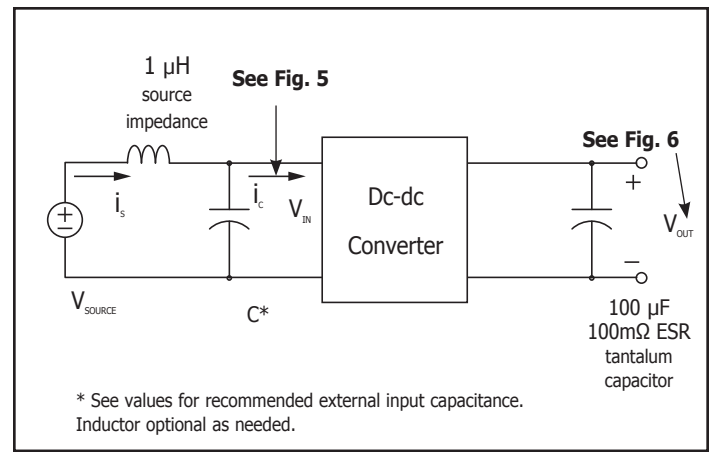 1 µH
source
impedance
See Fig. 5
See Fig. 6
i_S
i_C
V_IN
Dc-dc
Converter
+
−
+
V_OUT
−
V_SOURCE
C*
100 µF
100mΩ ESR
tantalum
capacitor
* See values for recommended external input capacitance.
Inductor optional as needed.